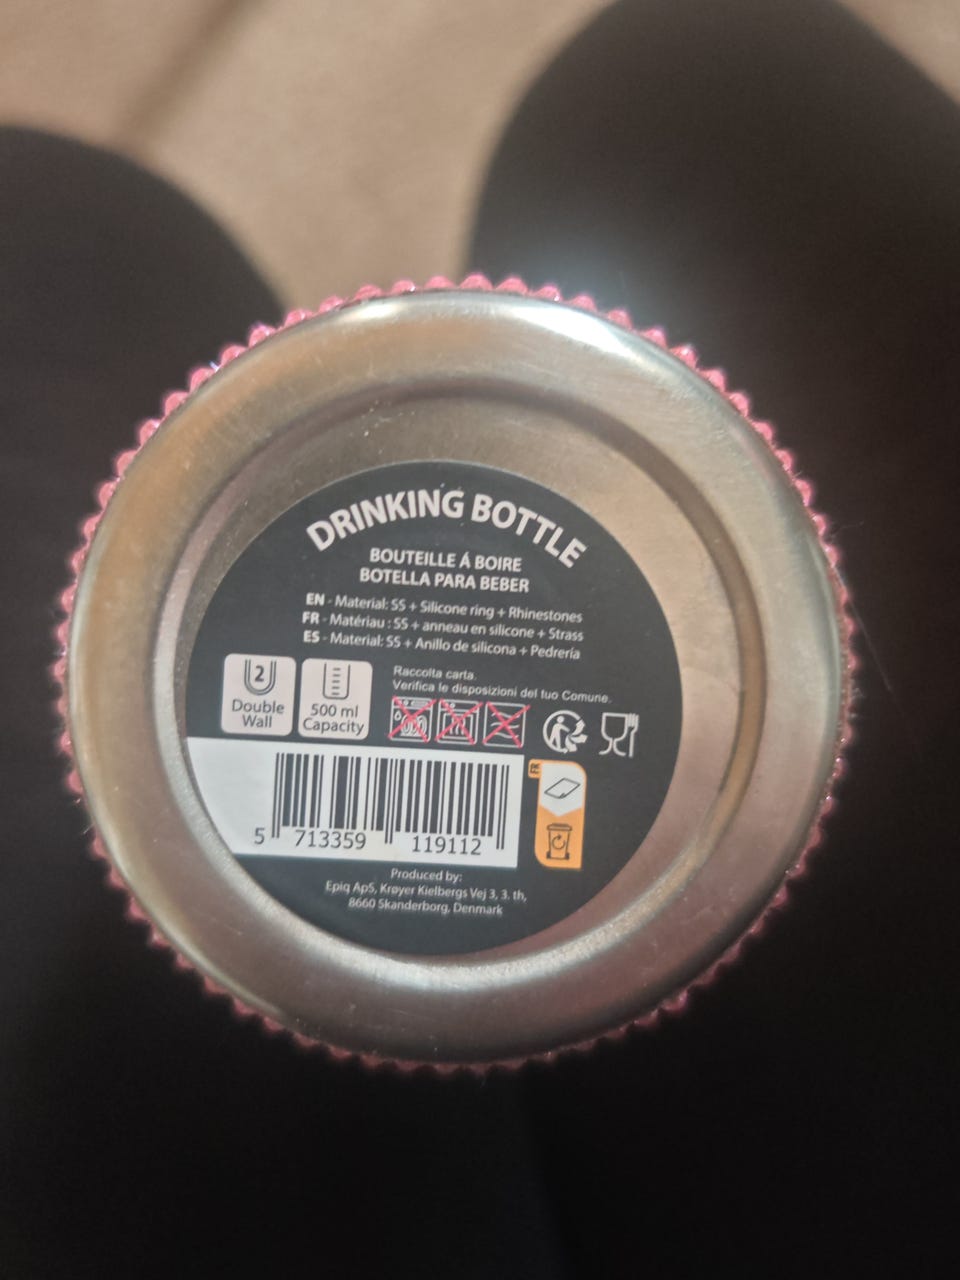 DRINKING BOTTLE
BOUTEILLE Á BOIRE
BOTELLA PARA BEBER
EN - Material: SS + Silicone ring + Rhinestones
FR - Matériau : SS + anneau en silicone + Strass
ES - Material: SS + Anillo de silicona + Pedrería
2
Double
Wall
500 ml
Capacity
Raccolta carta.
Verifica le disposizioni del tuo Comune.
FR
5 713359 119112
Produced by:
Epiq ApS, Krøyer Kielbergs Vej 3, 3. th,
8660 Skanderborg, Denmark